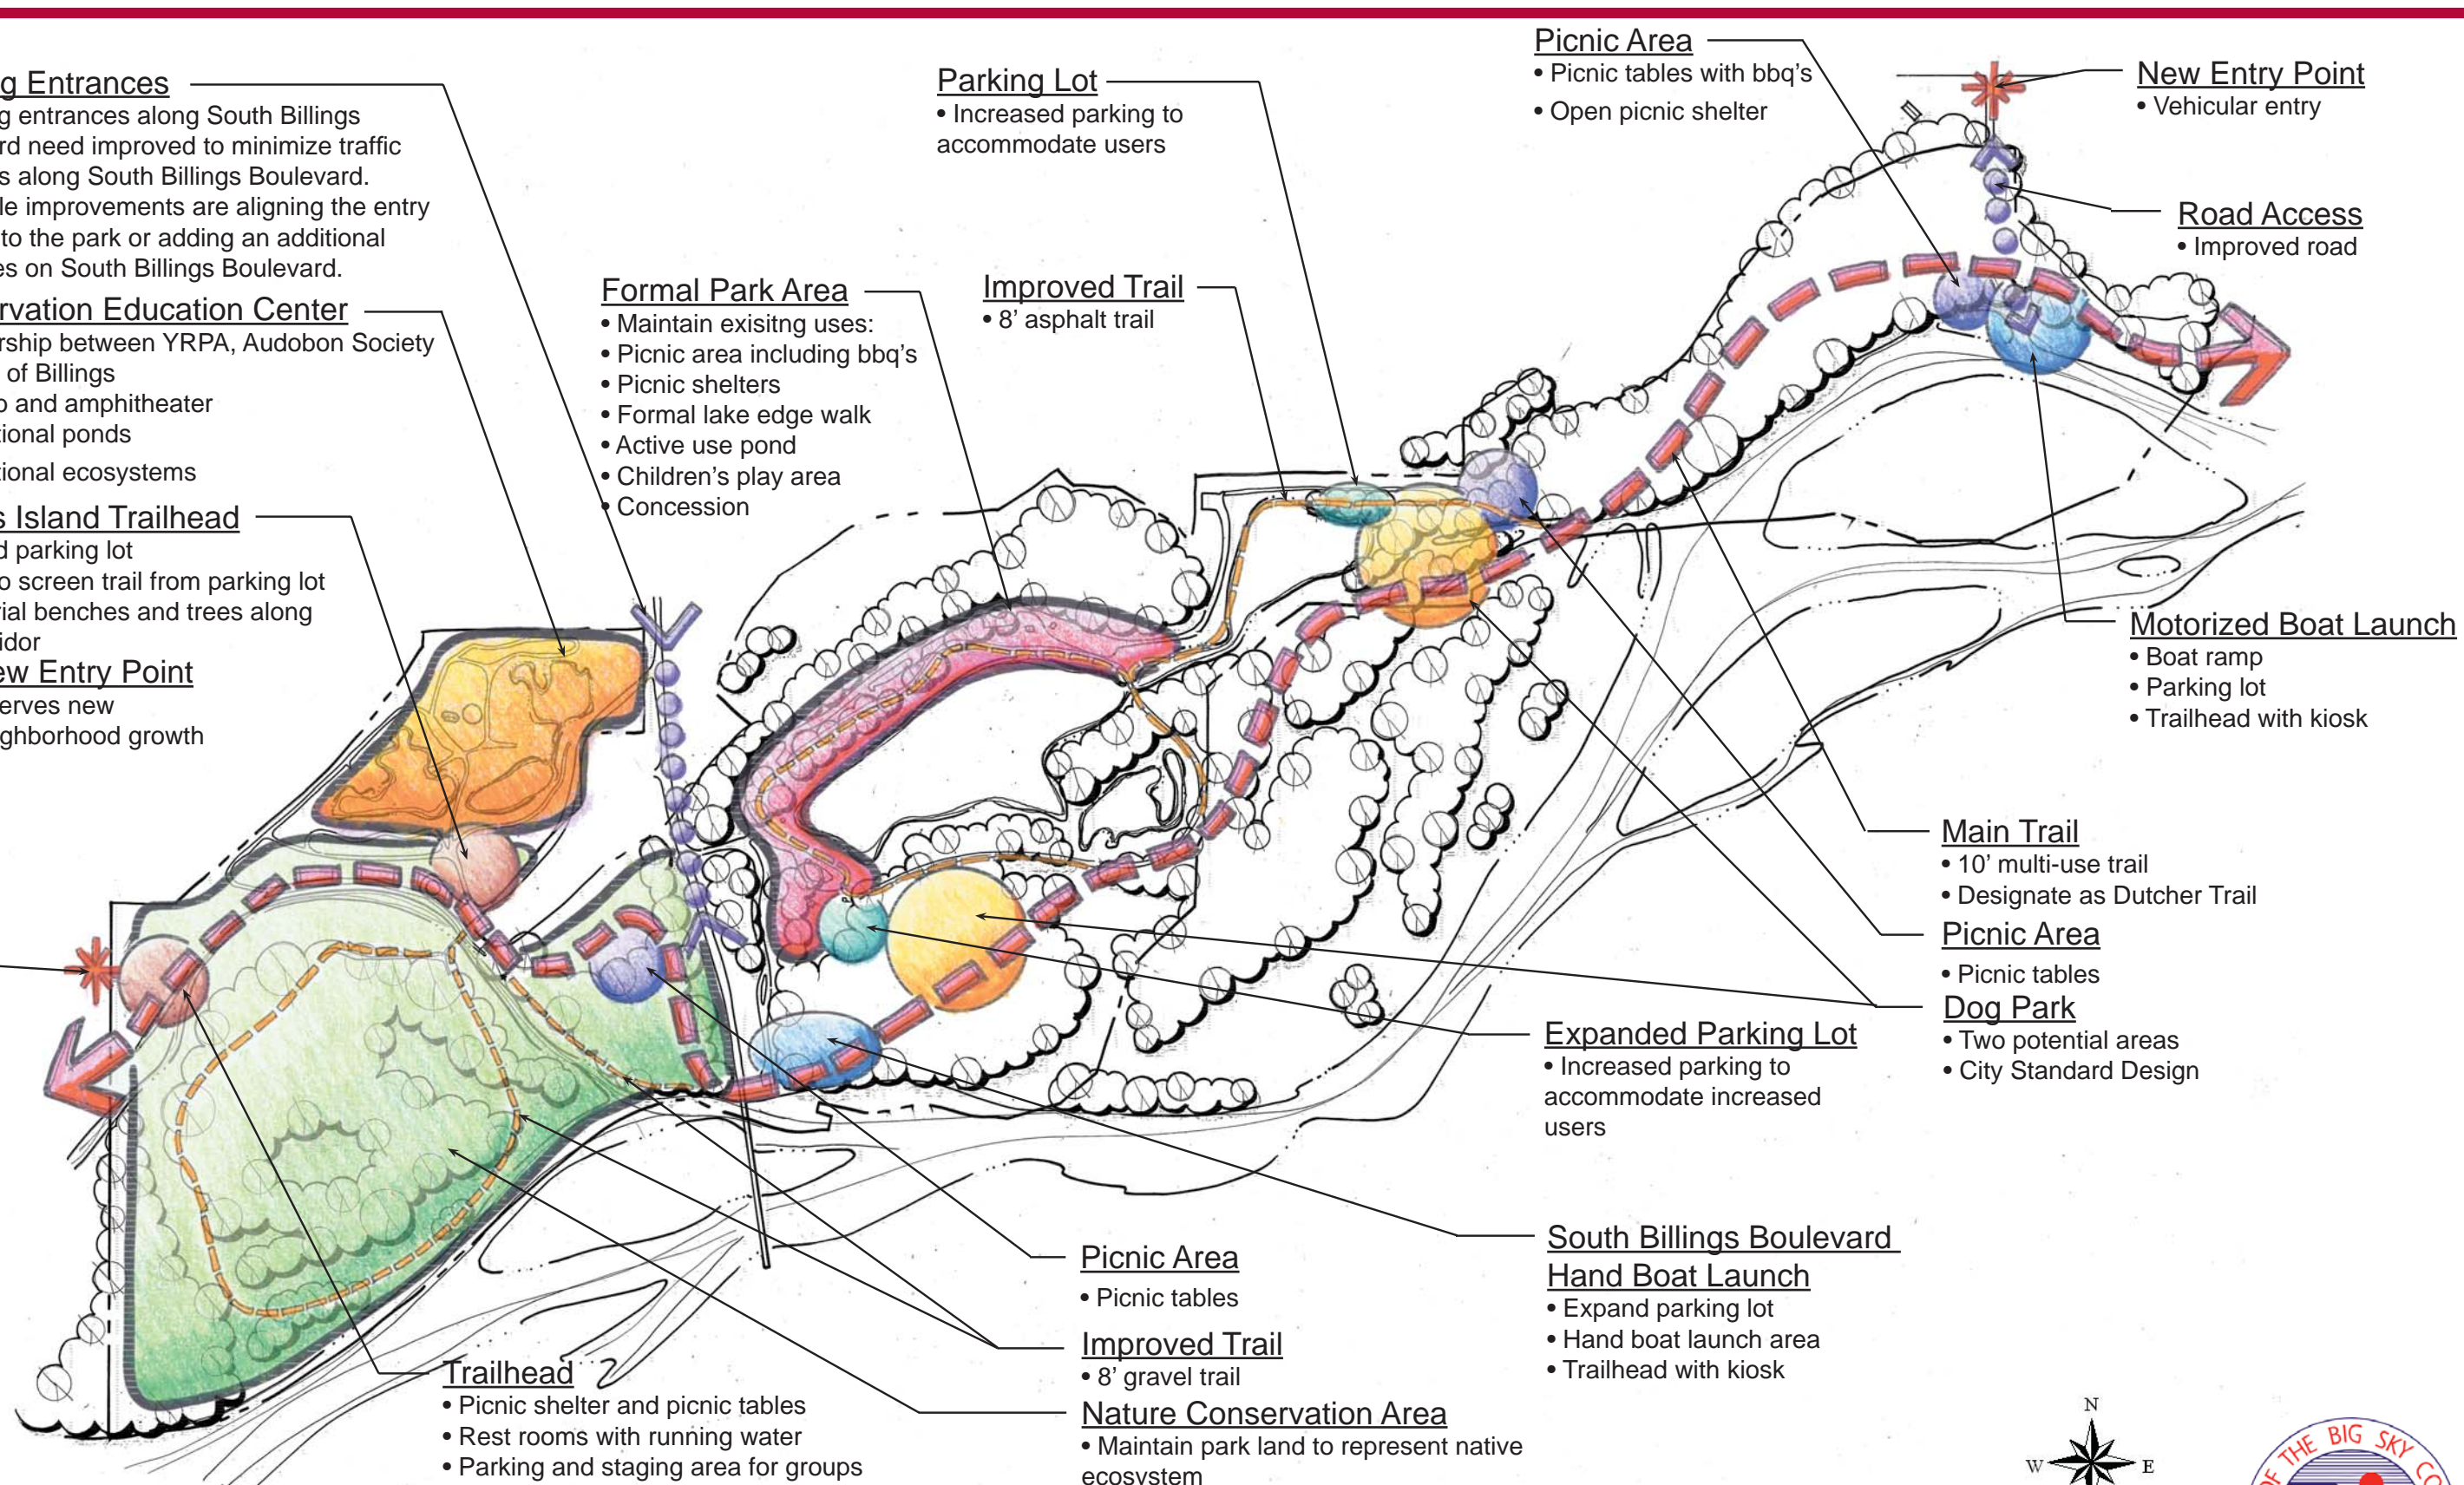 g Entrances
g entrances along South Billings
rd need improved to minimize traffic
s along South Billings Boulevard.
le improvements are aligning the entry
to the park or adding an additional
es on South Billings Boulevard.
rvation Education Center
rship between YRPA, Audobon Society
of Billings
o and amphitheater
tional ponds
tional ecosystems
s Island Trailhead
d parking lot
o screen trail from parking lot
rial benches and trees along
idor
ew Entry Point
erves new
ighborhood growth
Formal Park Area
• Maintain exisitng uses:
• Picnic area including bbq's
• Picnic shelters
• Formal lake edge walk
• Active use pond
• Children's play area
• Concession
Parking Lot
• Increased parking to
accommodate users
Improved Trail
• 8' asphalt trail
Picnic Area
• Picnic tables with bbq's
• Open picnic shelter
New Entry Point
• Vehicular entry
Road Access
• Improved road
Motorized Boat Launch
• Boat ramp
• Parking lot
• Trailhead with kiosk
Main Trail
• 10' multi-use trail
• Designate as Dutcher Trail
Picnic Area
• Picnic tables
Dog Park
• Two potential areas
• City Standard Design
Expanded Parking Lot
• Increased parking to
accommodate increased
users
South Billings Boulevard
Hand Boat Launch
• Expand parking lot
• Hand boat launch area
• Trailhead with kiosk
Picnic Area
• Picnic tables
Improved Trail
• 8' gravel trail
Nature Conservation Area
• Maintain park land to represent native
ecosystem
Trailhead
• Picnic shelter and picnic tables
• Rest rooms with running water
• Parking and staging area for groups
N
W E
OF THE BIG SKY CO